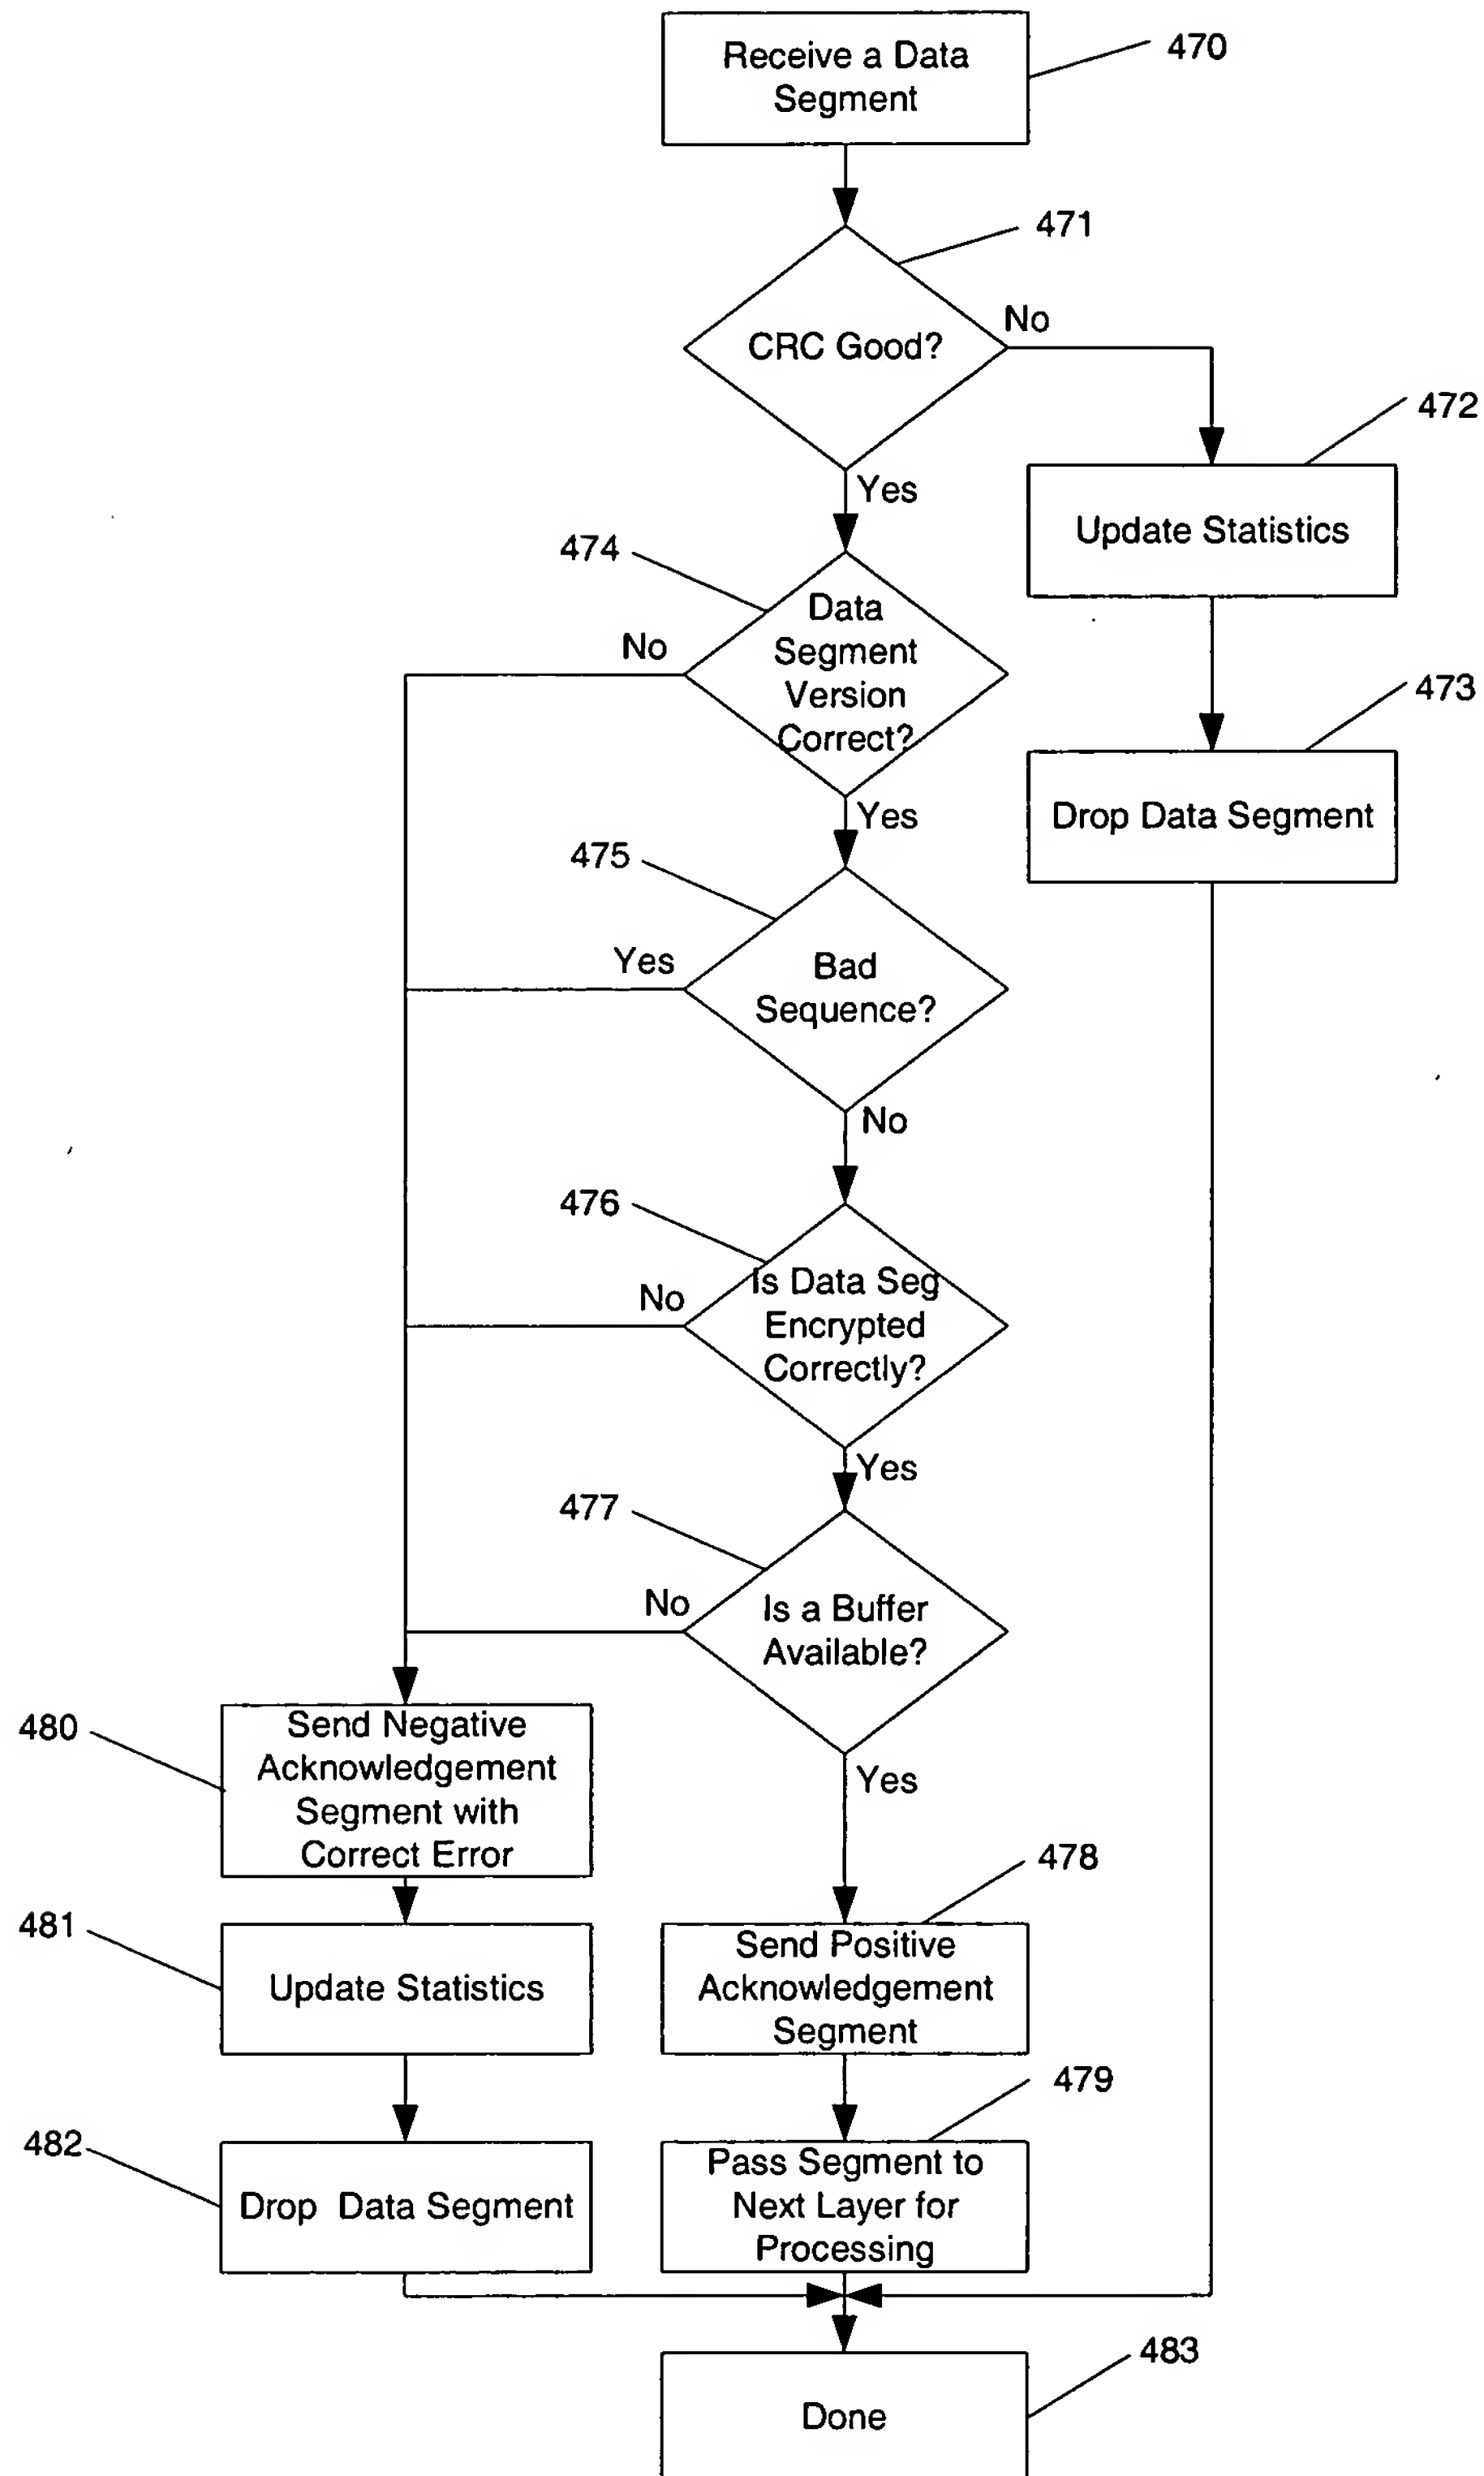 Receive a Data
Segment
470
471
CRC Good?
No
Yes
472
Update Statistics
474
Data
Segment
Version
Correct?
No
Yes
473
Drop Data Segment
475
Bad
Sequence?
Yes
No
476
Is Data Seg
Encrypted
Correctly?
No
Yes
477
Is a Buffer
Available?
No
Yes
480
Send Negative
Acknowledgement
Segment with
Correct Error
478
Send Positive
Acknowledgement
Segment
481
Update Statistics
479
Pass Segment to
Next Layer for
Processing
482
Drop Data Segment
483
Done